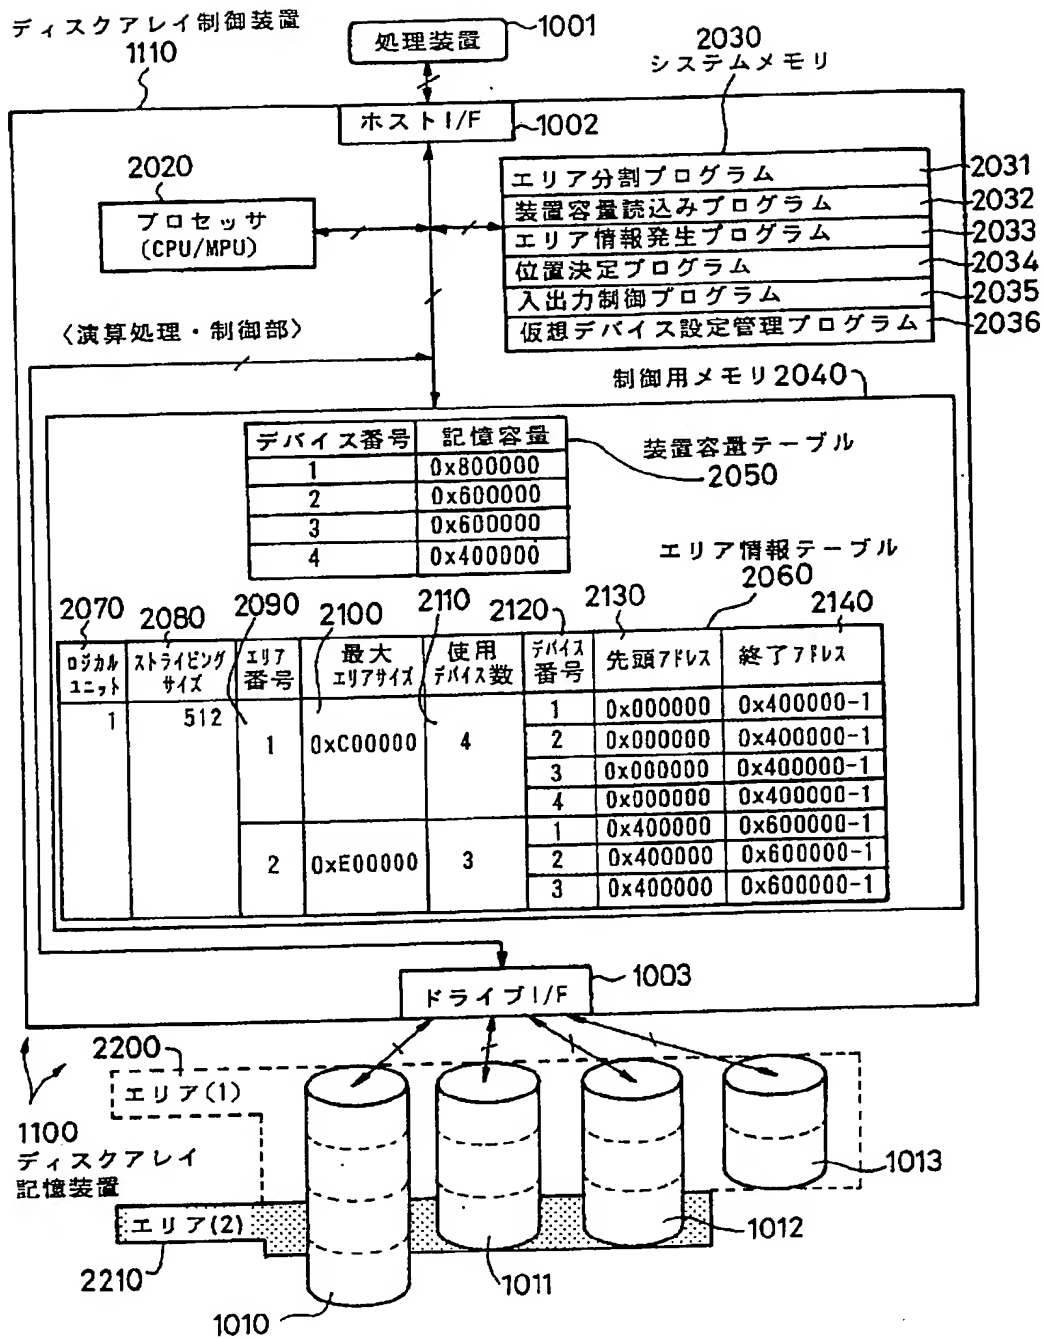 ディスクアレイ制御装置
1110
処理装置
1001
2030
システムメモリ
ホストI/F
1002
2020
プロセッサ
(CPU/MPU)
エリア分割プログラム
2031
装置容量読込みプログラム
2032
エリア情報発生プログラム
2033
位置決定プログラム
2034
入出力制御プログラム
2035
仮想デバイス設定管理プログラム
2036
〈演算処理・制御部〉
制御用メモリ2040
デバイス番号 記憶容量
1 0x800000
2 0x600000
3 0x600000
4 0x400000
装置容量テーブル
2050
エリア情報テーブル
2060
2070 2080 2090 2100 2110 2120 2130 2140
ロジカル
ユニット
ストライピング
サイズ
エリア
番号
最大
エリアサイズ
使用
デバイス数
デバイス
番号
先頭アドレス
終了アドレス
1 512
1 0xC00000 4
1 0x000000 0x400000-1
2 0x000000 0x400000-1
3 0x000000 0x400000-1
4 0x000000 0x400000-1
2 0xE00000 3
1 0x400000 0x600000-1
2 0x400000 0x600000-1
3 0x400000 0x600000-1
ドライブI/F
1003
2200
エリア(1)
1100
ディスクアレイ
記憶装置
エリア(2)
2210
1010
1011
1012
1013